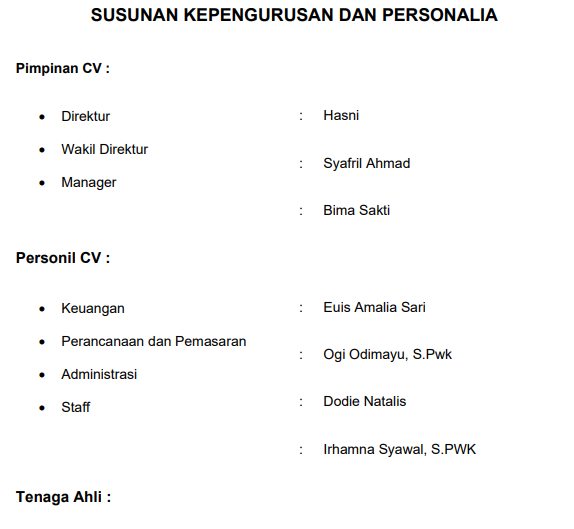 SUSUNAN KEPENGURUSAN DAN PERSONALIA
Pimpinan CV :
• Direktur : Hasni
• Wakil Direktur : Syafril Ahmad
• Manager : Bima Sakti
Personil CV :
• Keuangan : Euis Amalia Sari
• Perancanaan dan Pemasaran : Ogi Odimayu, S.Pwk
• Administrasi : Dodie Natalis
• Staff : Irhamna Syawal, S.PWK
Tenaga Ahli :